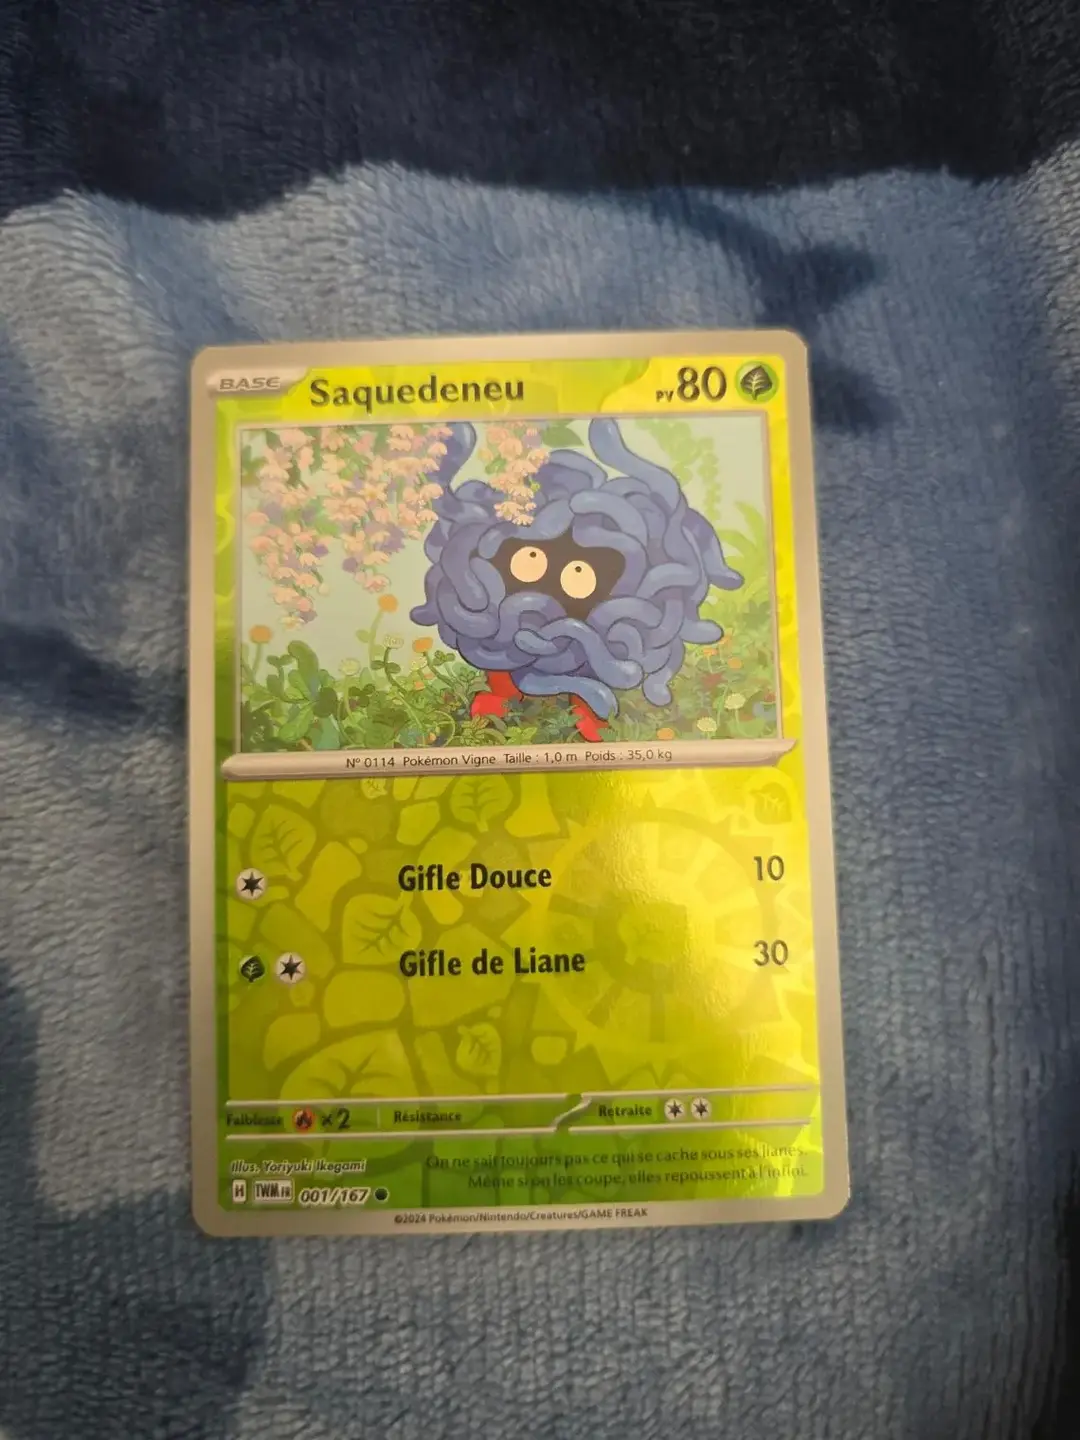 BASE Saquedeneu PV 80
N° 0114 Pokémon Vigne Taille : 1,0 m Poids : 35,0 kg
Gifle Douce 10
Gifle de Liane 30
Faiblesse ×2 Résistance Retraite
Illus. Yoriyuki Ikegami
On ne sait toujours pas ce qui se cache sous ses lianes.
Même si on les coupe, elles repoussent à l'infini.
H TWM FR 001/167
©2024 Pokémon/Nintendo/Creatures/GAME FREAK